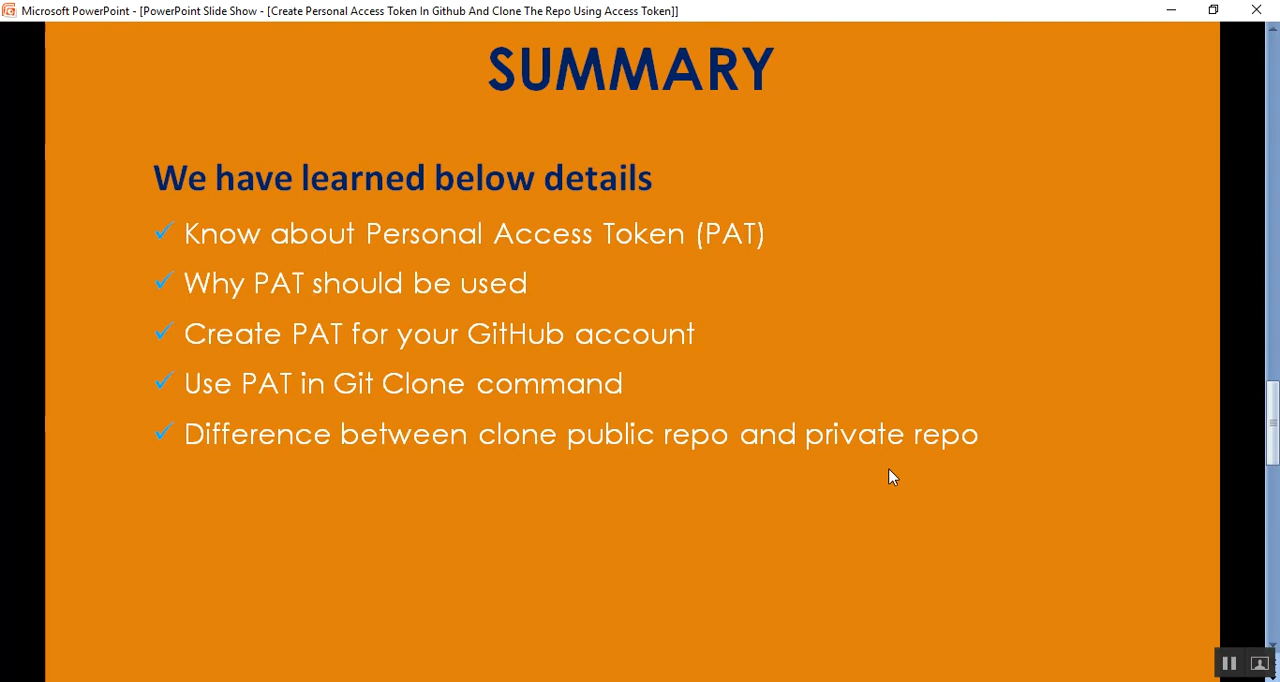 Microsoft PowerPoint - [PowerPoint Slide Show - [Create Personal Access Token In Github And Clone The Repo Using Access Token]]
SUMMARY
We have learned below details
Know about Personal Access Token (PAT)
Why PAT should be used
Create PAT for your GitHub account
Use PAT in Git Clone command
Difference between clone public repo and private repo